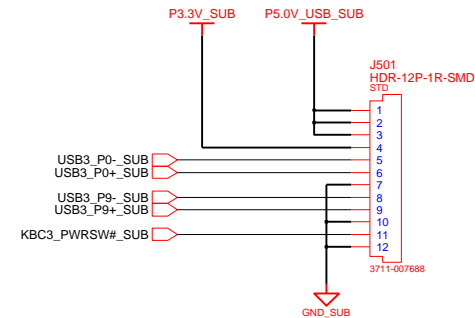 P3.3V_SUB
P5.0V_USB_SUB
J501
HDR-12P-1R-SMD
STD
1
2
3
4
USB3_P0-_SUB
5
USB3_P0+_SUB
6
7
USB3_P9-_SUB
8
USB3_P9+_SUB
9
10
KBC3_PWRSW#_SUB
11
12
3711-007688
GND_SUB